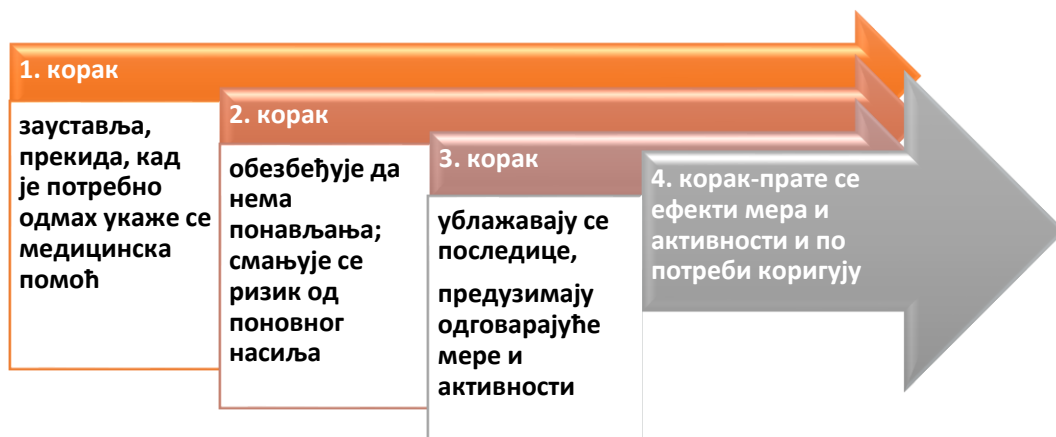 1. корак
зауставља,
прекида, кад
је потребно
одмах укаже се
медицинска
помоћ
2. корак
обезбеђује да
нема
понављања;
смањује се
ризик од
поновног
насиља
3. корак
ублажавају се
последице,
предузимају
одговарајуће
мере и
активности
4. корак-прате се
ефекти мера и
активности и по
потреби коригују